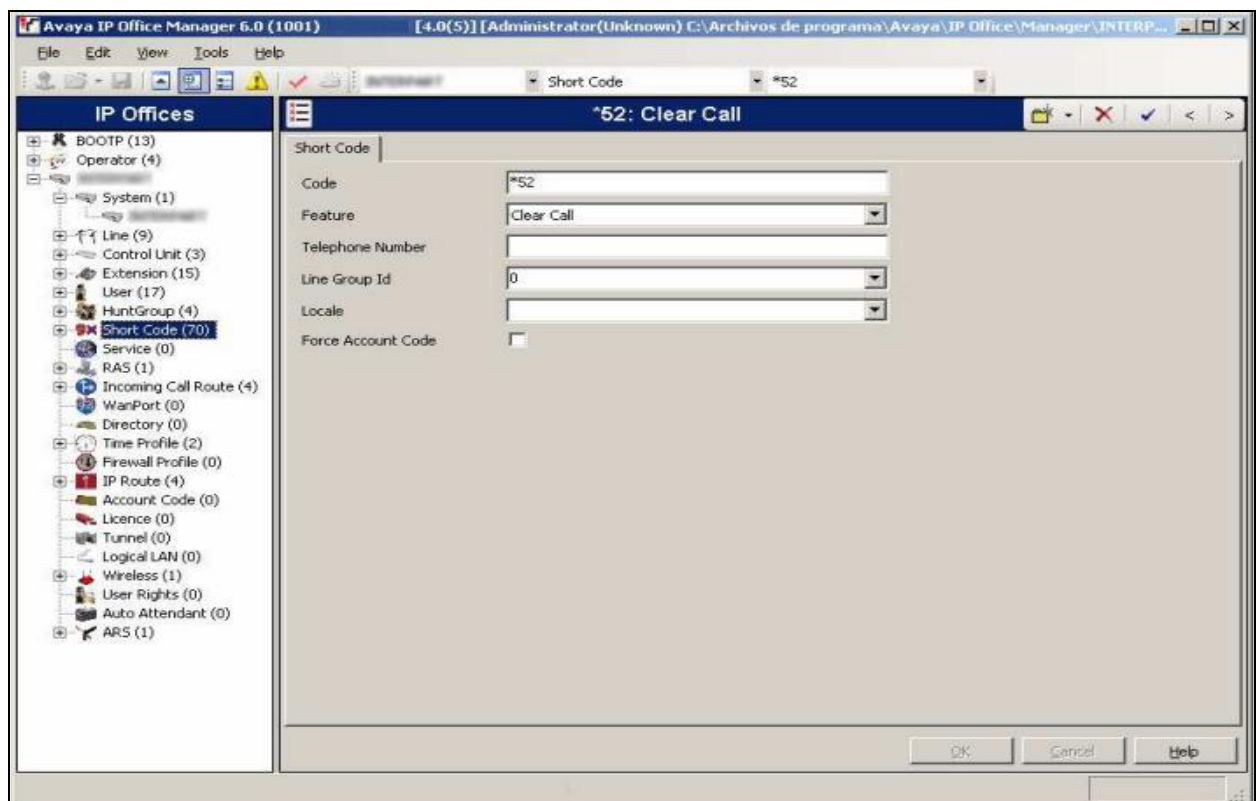 Avaya IP Office Manager 6.0 (1001) [4.0(5)] [Administrator(Unknown) C:\Archivos de programa\Avaya\IP Office\Manager\INTERP...
File Edit View Tools Help
Short Code *52
IP Offices
*52: Clear Call
BOOTP (13)
Operator (4)
System (1)
Line (9)
Control Unit (3)
Extension (15)
User (17)
HuntGroup (4)
Short Code (70)
Service (0)
RAS (1)
Incoming Call Route (4)
WanPort (0)
Directory (0)
Time Profile (2)
Firewall Profile (0)
IP Route (4)
Account Code (0)
Licence (0)
Tunnel (0)
Logical LAN (0)
Wireless (1)
User Rights (0)
Auto Attendant (0)
ARS (1)
Short Code
Code *52
Feature Clear Call
Telephone Number
Line Group Id 0
Locale
Force Account Code
OK Cancel Help